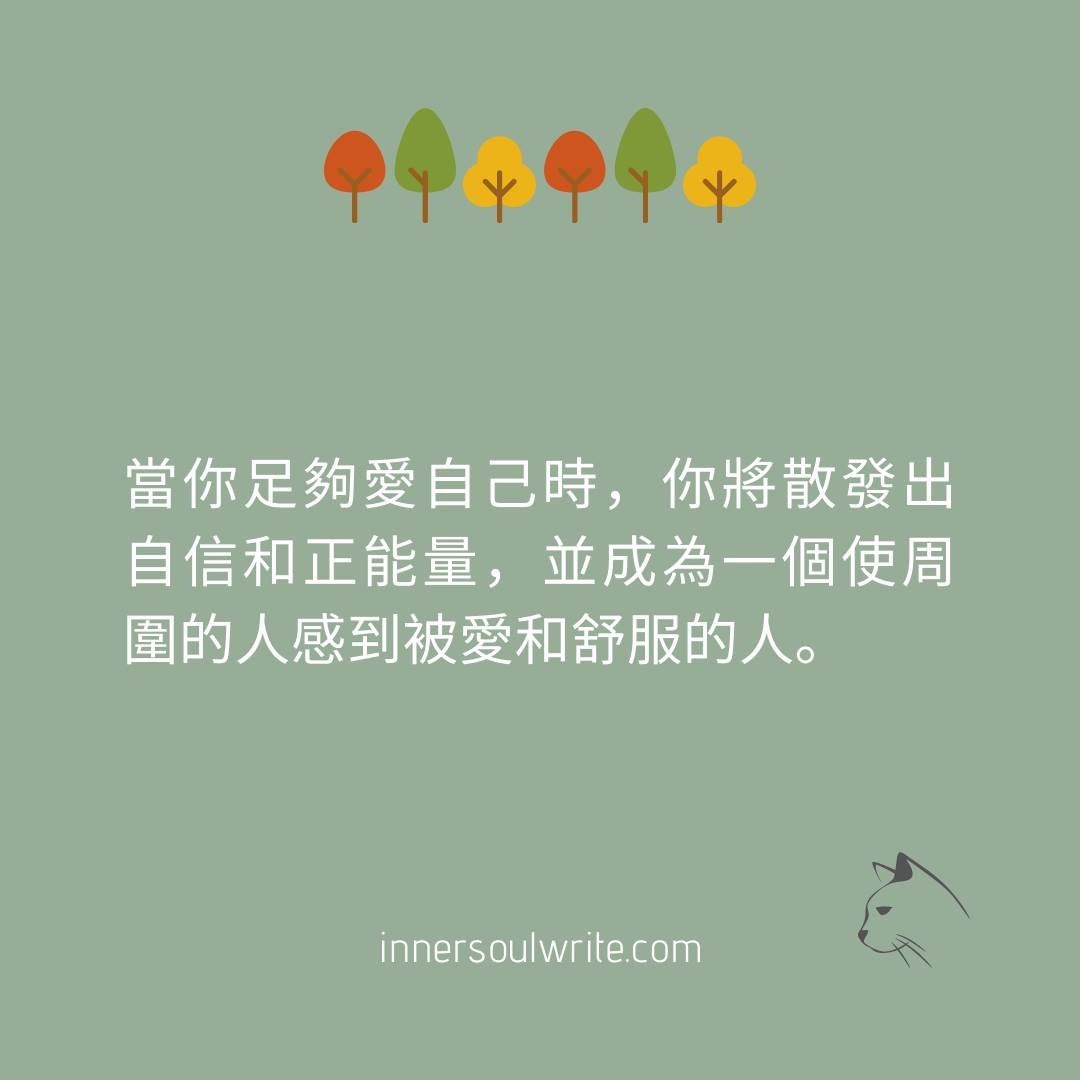 當你足夠愛自己時，你將散發出
自信和正能量，並成為一個使周
圍的人感到被愛和舒服的人。
innersoulwrite.com